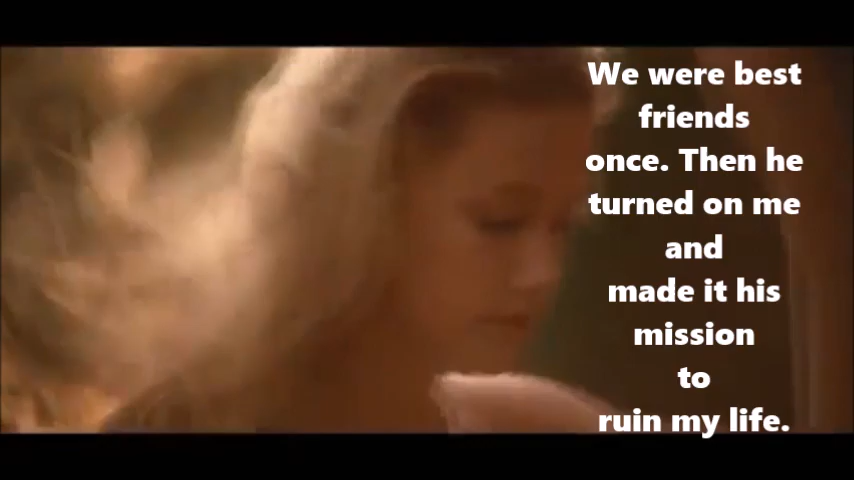 We were best
friends
once. Then he
turned on me
and
made it his
mission
to
ruin my life.